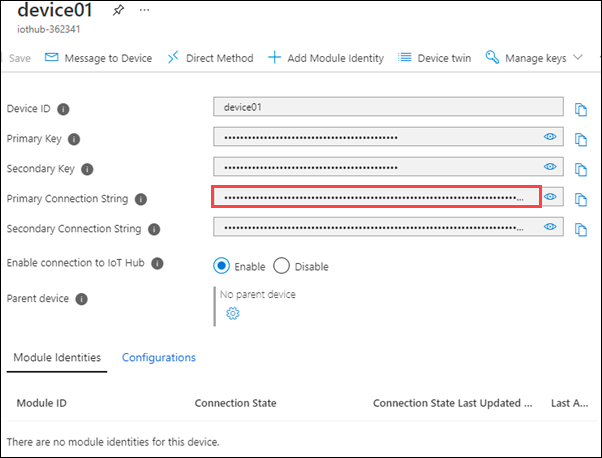 device01 ...
iothub-362341
Save Message to Device Direct Method Add Module Identity Device twin Manage keys
Device ID device01
Primary Key ••••••••••••••••••••••••••••••••••••••••••••
Secondary Key ••••••••••••••••••••••••••••••••••••••••••••
Primary Connection String ...
Secondary Connection String ...
Enable connection to IoT Hub Enable Disable
Parent device No parent device
Module Identities Configurations
Module ID Connection State Connection State Last Updated ... Last A...
There are no module identities for this device.